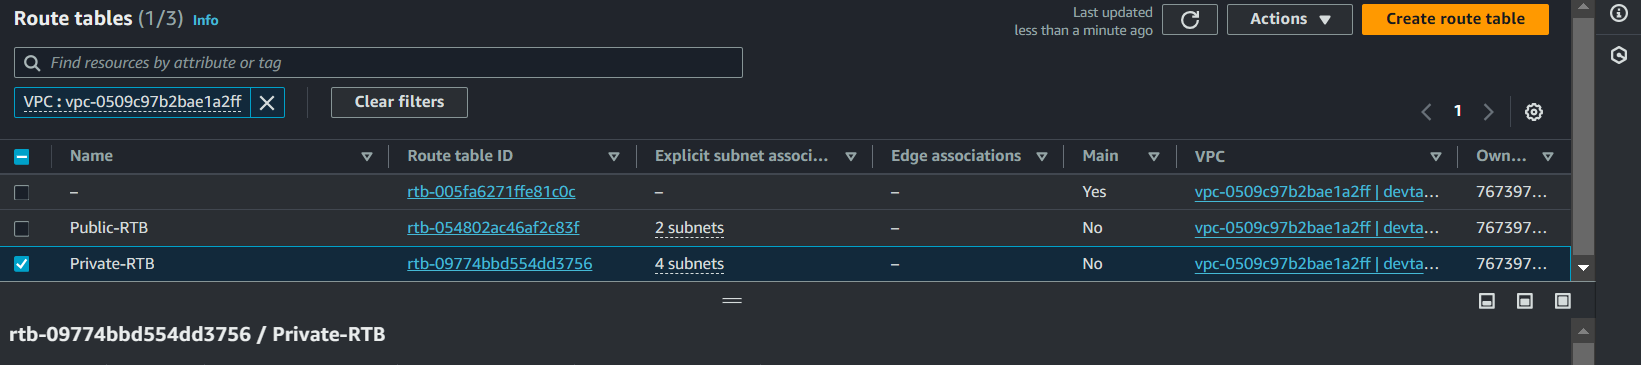 Route tables (1/3) Info
Last updated
less than a minute ago
Actions
Create route table
Find resources by attribute or tag
VPC : vpc-0509c97b2bae1a2ff
Clear filters
1
Name Route table ID Explicit subnet associ... Edge associations Main VPC Own...
– rtb-005fa6271ffe81c0c – – Yes vpc-0509c97b2bae1a2ff | devta... 767397...
Public-RTB rtb-054802ac46af2c83f 2 subnets – No vpc-0509c97b2bae1a2ff | devta... 767397...
Private-RTB rtb-09774bbd554dd3756 4 subnets – No vpc-0509c97b2bae1a2ff | devta... 767397...
rtb-09774bbd554dd3756 / Private-RTB